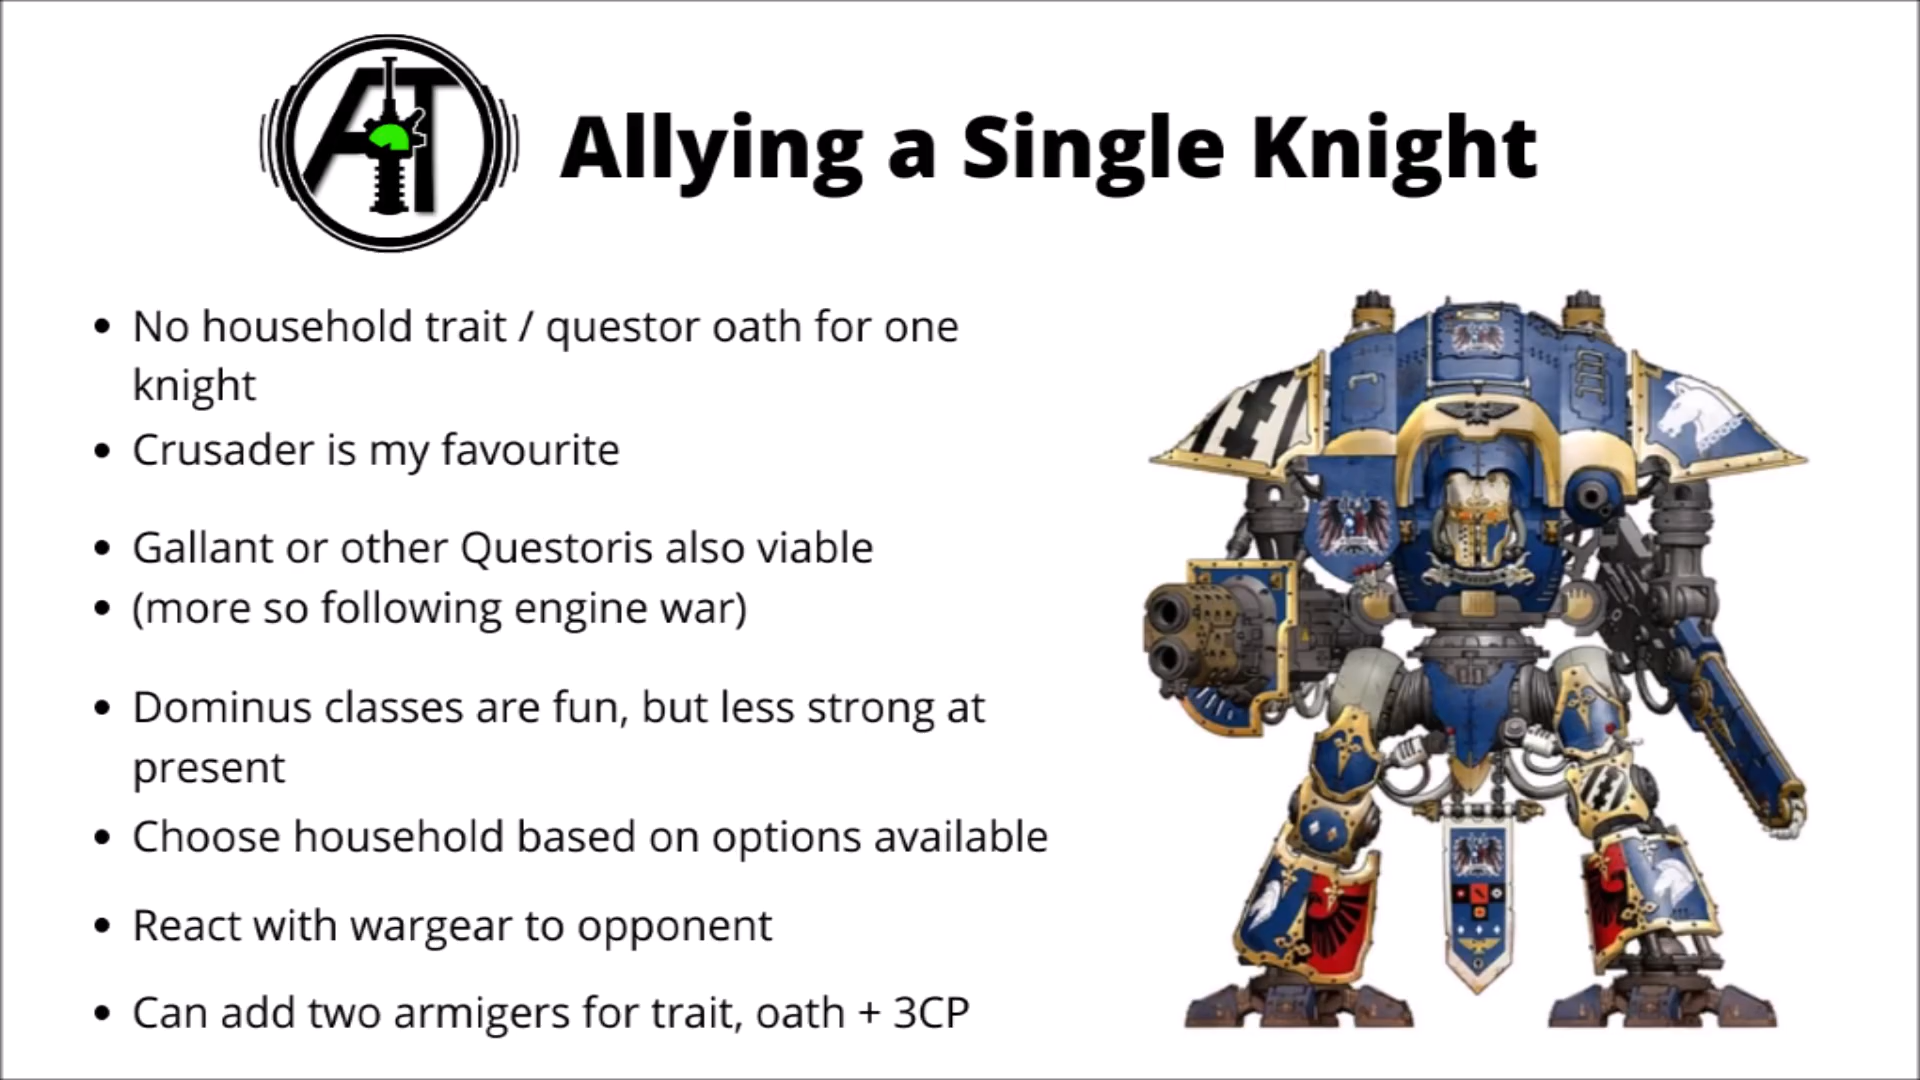 AT
Allying a Single Knight
• No household trait / questor oath for one
knight
• Crusader is my favourite
• Gallant or other Questoris also viable
• (more so following engine war)
• Dominus classes are fun, but less strong at
present
• Choose household based on options available
• React with wargear to opponent
• Can add two armigers for trait, oath + 3CP